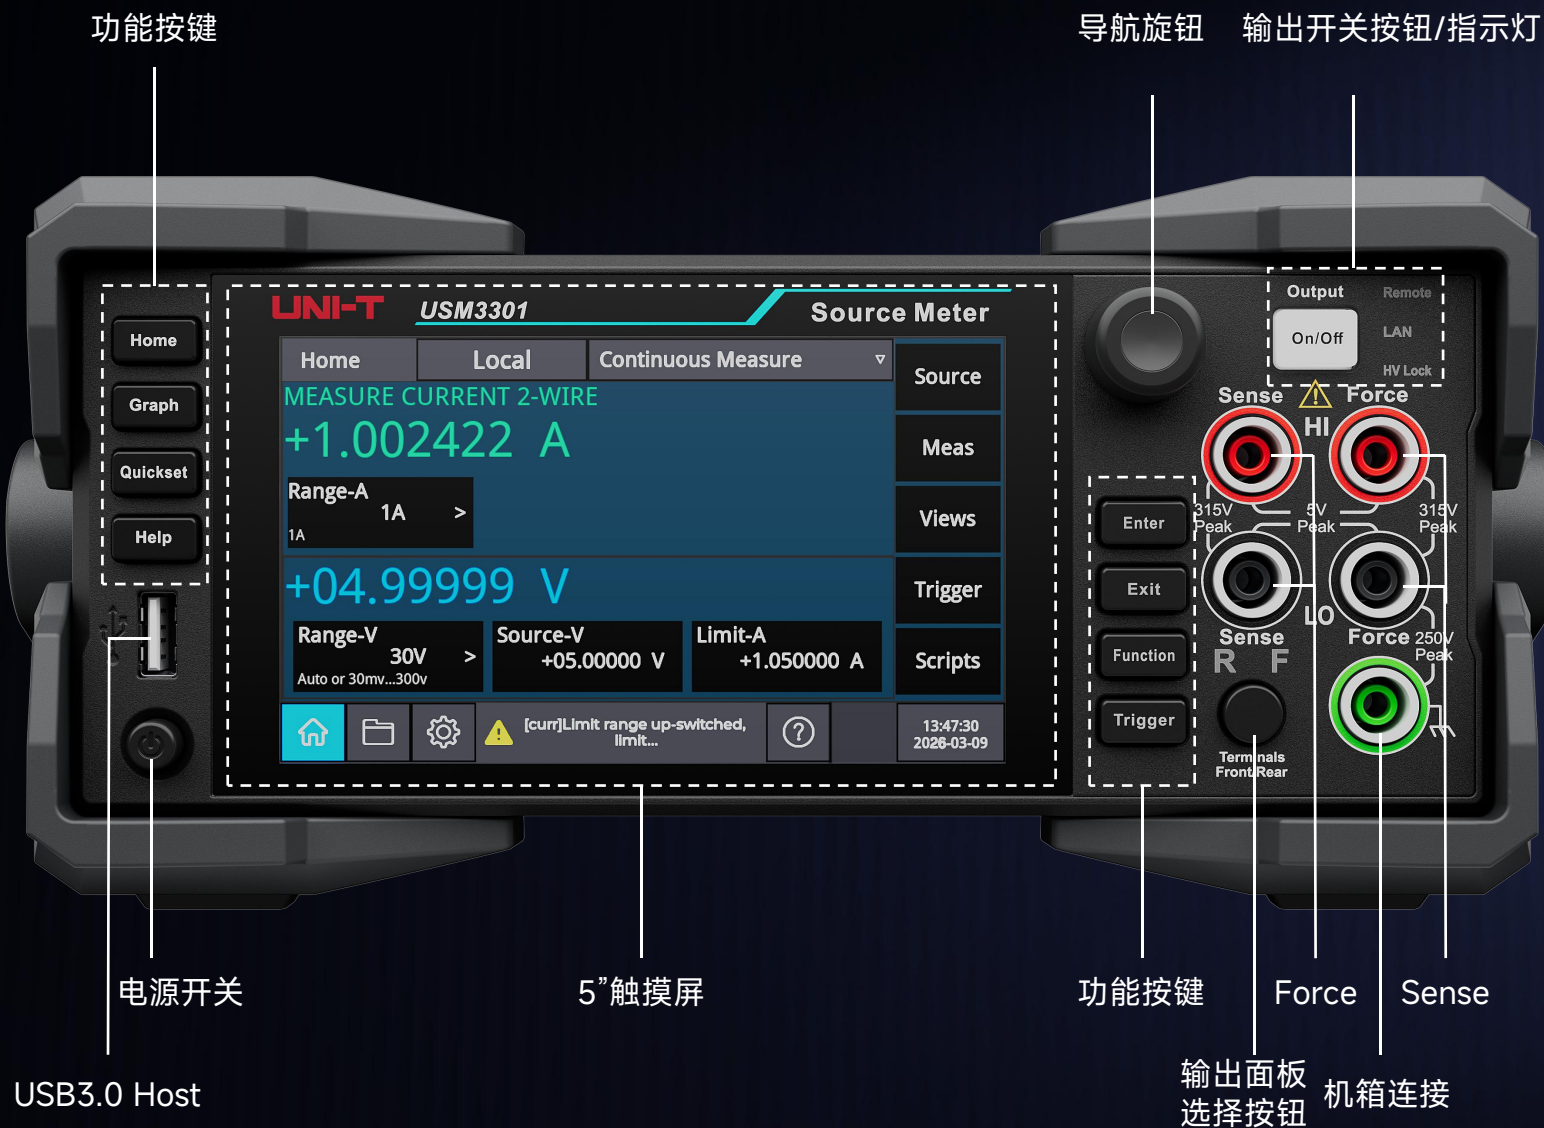 功能按键
导航旋钮
输出开关按钮/指示灯
UNI-T
USM3301
Source Meter
Output
Remote
On/Off
LAN
HV Lock
Home
Graph
Quickset
Help
Home
Local
Continuous Measure
Source
MEASURE CURRENT 2-WIRE
+1.002422 A
Meas
Range-A
1A >
1A
Views
+04.99999 V
Trigger
Range-V
30V >
Auto or 30mv...300v
Source-V
+05.00000 V
Limit-A
+1.050000 A
Scripts
[curr]Limit range up-switched,
limit...
?
13:47:30
2026-03-09
Enter
Exit
Function
Trigger
Sense
Force
HI
315V
Peak
5V
Peak
315V
Peak
LO
Sense
Force
250V
Peak
R F
Terminals
Front/Rear
电源开关
5”触摸屏
功能按键
Force
Sense
USB3.0 Host
输出面板
选择按钮
机箱连接